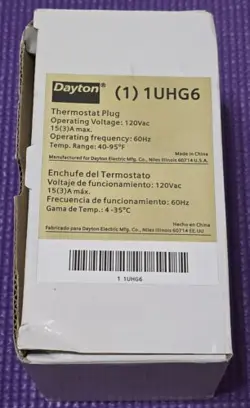 Dayton® (1) 1UHG6
Thermostat Plug
Operating Voltage: 120Vac
15(3)A max.
Operating frequency: 60Hz
Temp. Range: 40-95°F
Made in China
Manufactured for Dayton Electric Mfg. Co., Niles Illinois 60714 U.S.A.
Enchufe del Termostato
Voltaje de funcionamiento: 120Vac
15(3)A máx.
Frecuencia de funcionamiento: 60Hz
Gama de Temp.: 4 -35°C
Hecho en China
Fabricado para Dayton Electric Mfg. Co., Niles Illinois 60714 EE.UU
1 1UHG6